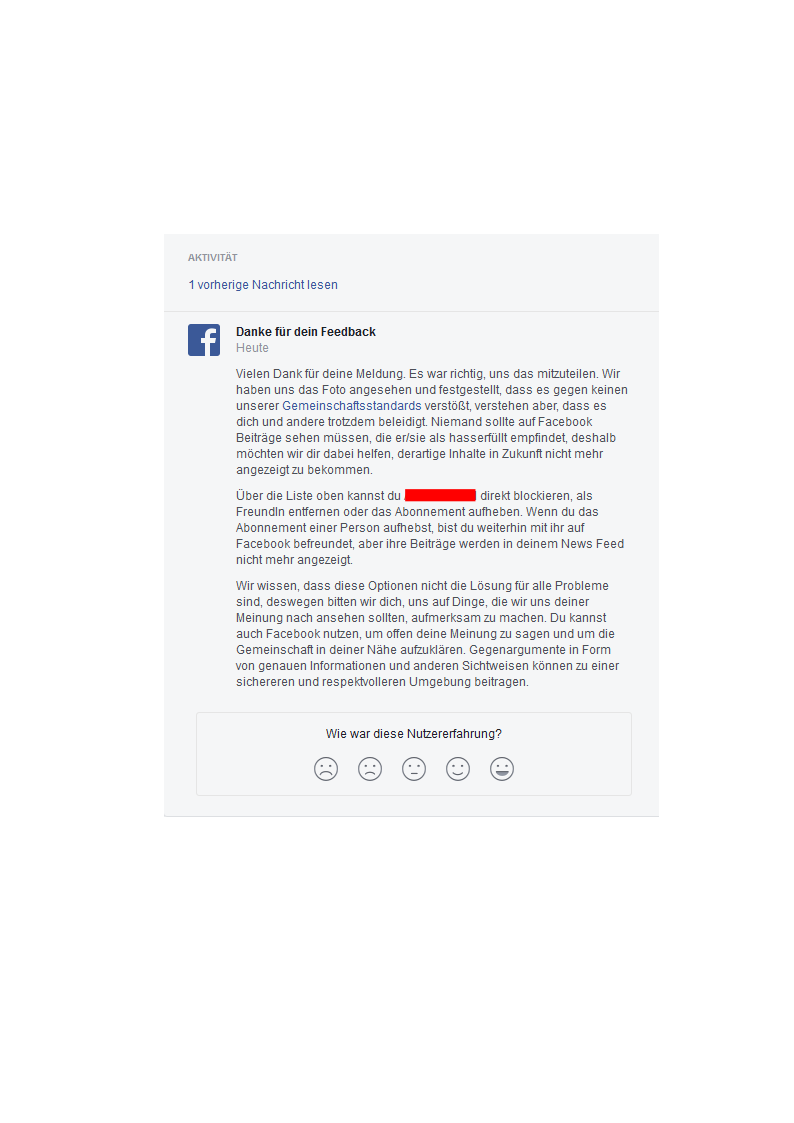 AKTIVITÄT
1 vorherige Nachricht lesen
Danke für dein Feedback
Heute
Vielen Dank für deine Meldung. Es war richtig, uns das mitzuteilen. Wir
haben uns das Foto angesehen und festgestellt, dass es gegen keinen
unserer Gemeinschaftsstandards verstößt, verstehen aber, dass es
dich und andere trotzdem beleidigt. Niemand sollte auf Facebook
Beiträge sehen müssen, die er/sie als hasserfüllt empfindet, deshalb
möchten wir dir dabei helfen, derartige Inhalte in Zukunft nicht mehr
angezeigt zu bekommen.
Über die Liste oben kannst du direkt blockieren, als
FreundIn entfernen oder das Abonnement aufheben. Wenn du das
Abonnement einer Person aufhebst, bist du weiterhin mit ihr auf
Facebook befreundet, aber ihre Beiträge werden in deinem News Feed
nicht mehr angezeigt.
Wir wissen, dass diese Optionen nicht die Lösung für alle Probleme
sind, deswegen bitten wir dich, uns auf Dinge, die wir uns deiner
Meinung nach ansehen sollten, aufmerksam zu machen. Du kannst
auch Facebook nutzen, um offen deine Meinung zu sagen und um die
Gemeinschaft in deiner Nähe aufzuklären. Gegenargumente in Form
von genauen Informationen und anderen Sichtweisen können zu einer
sichereren und respektvolleren Umgebung beitragen.
Wie war diese Nutzererfahrung?